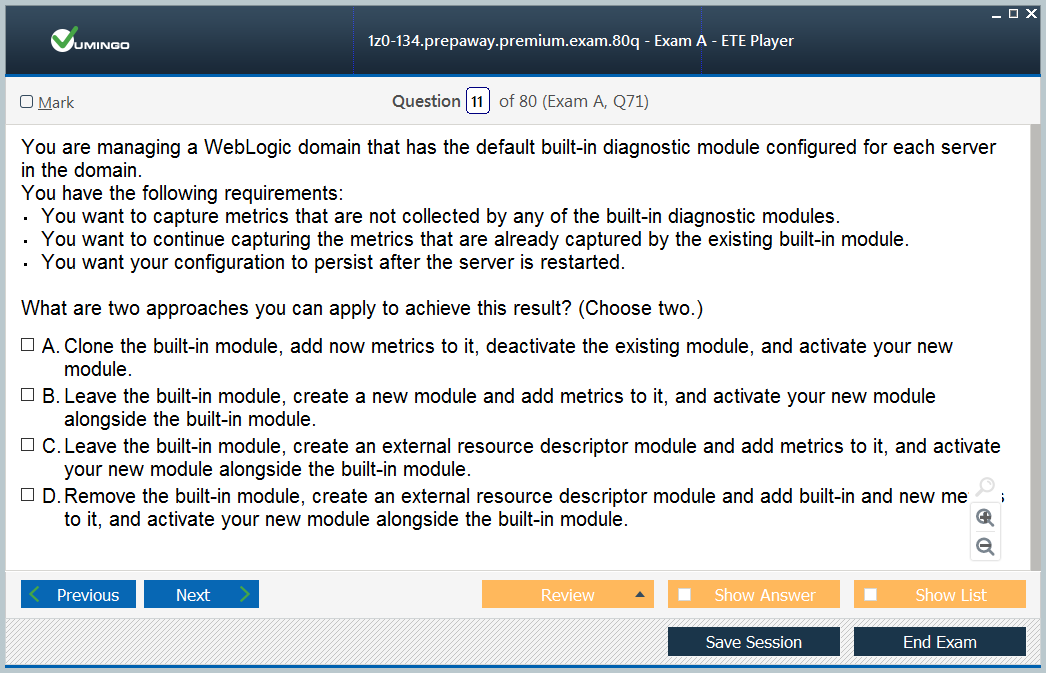 VUMINGO
1z0-134.prepaway.premium.exam.80q - Exam A - ETE Player
Mark
Question 11 of 80 (Exam A, Q71)
You are managing a WebLogic domain that has the default built-in diagnostic module configured for each server
in the domain.
You have the following requirements:
· You want to capture metrics that are not collected by any of the built-in diagnostic modules.
· You want to continue capturing the metrics that are already captured by the existing built-in module.
· You want your configuration to persist after the server is restarted.
What are two approaches you can apply to achieve this result? (Choose two.)
A. Clone the built-in module, add now metrics to it, deactivate the existing module, and activate your new
module.
B. Leave the built-in module, create a new module and add metrics to it, and activate your new module
alongside the built-in module.
C. Leave the built-in module, create an external resource descriptor module and add metrics to it, and activate
your new module alongside the built-in module.
D. Remove the built-in module, create an external resource descriptor module and add built-in and new
to it, and activate your new module alongside the built-in module.
Previous Next Review Show Answer Show List
Save Session End Exam